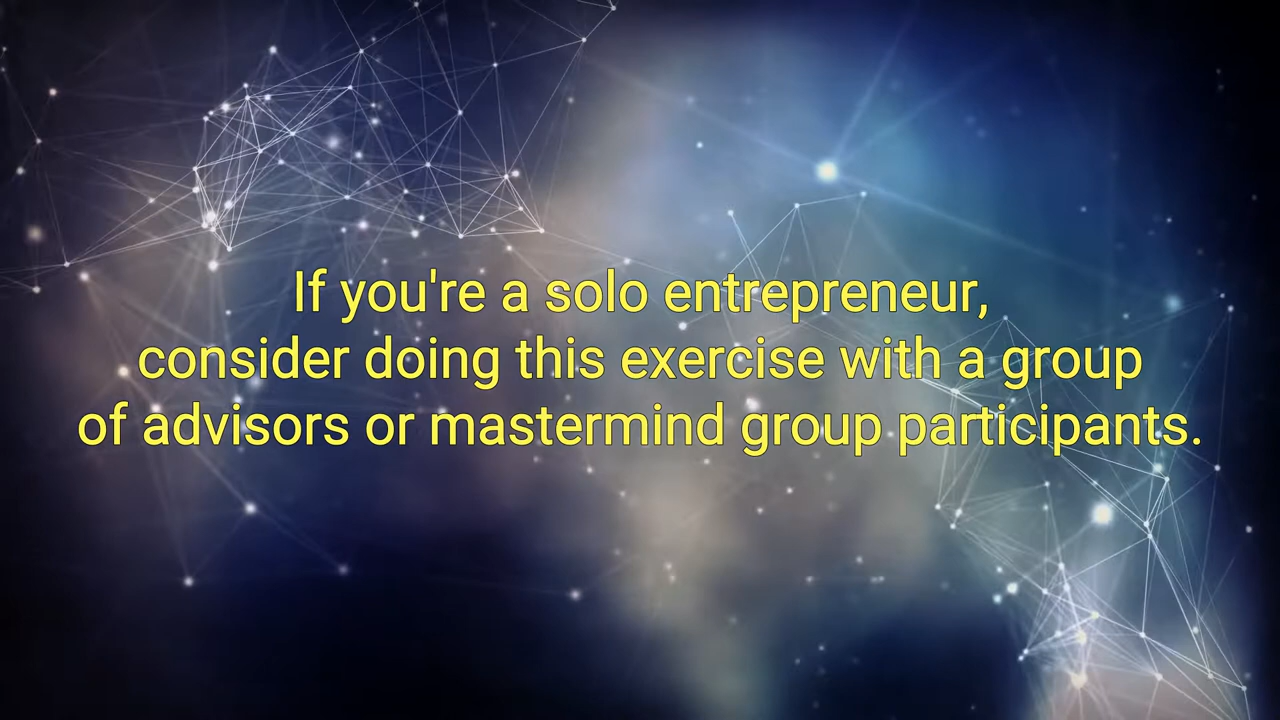 If you're a solo entrepreneur,
consider doing this exercise with a group
of advisors or mastermind group participants.